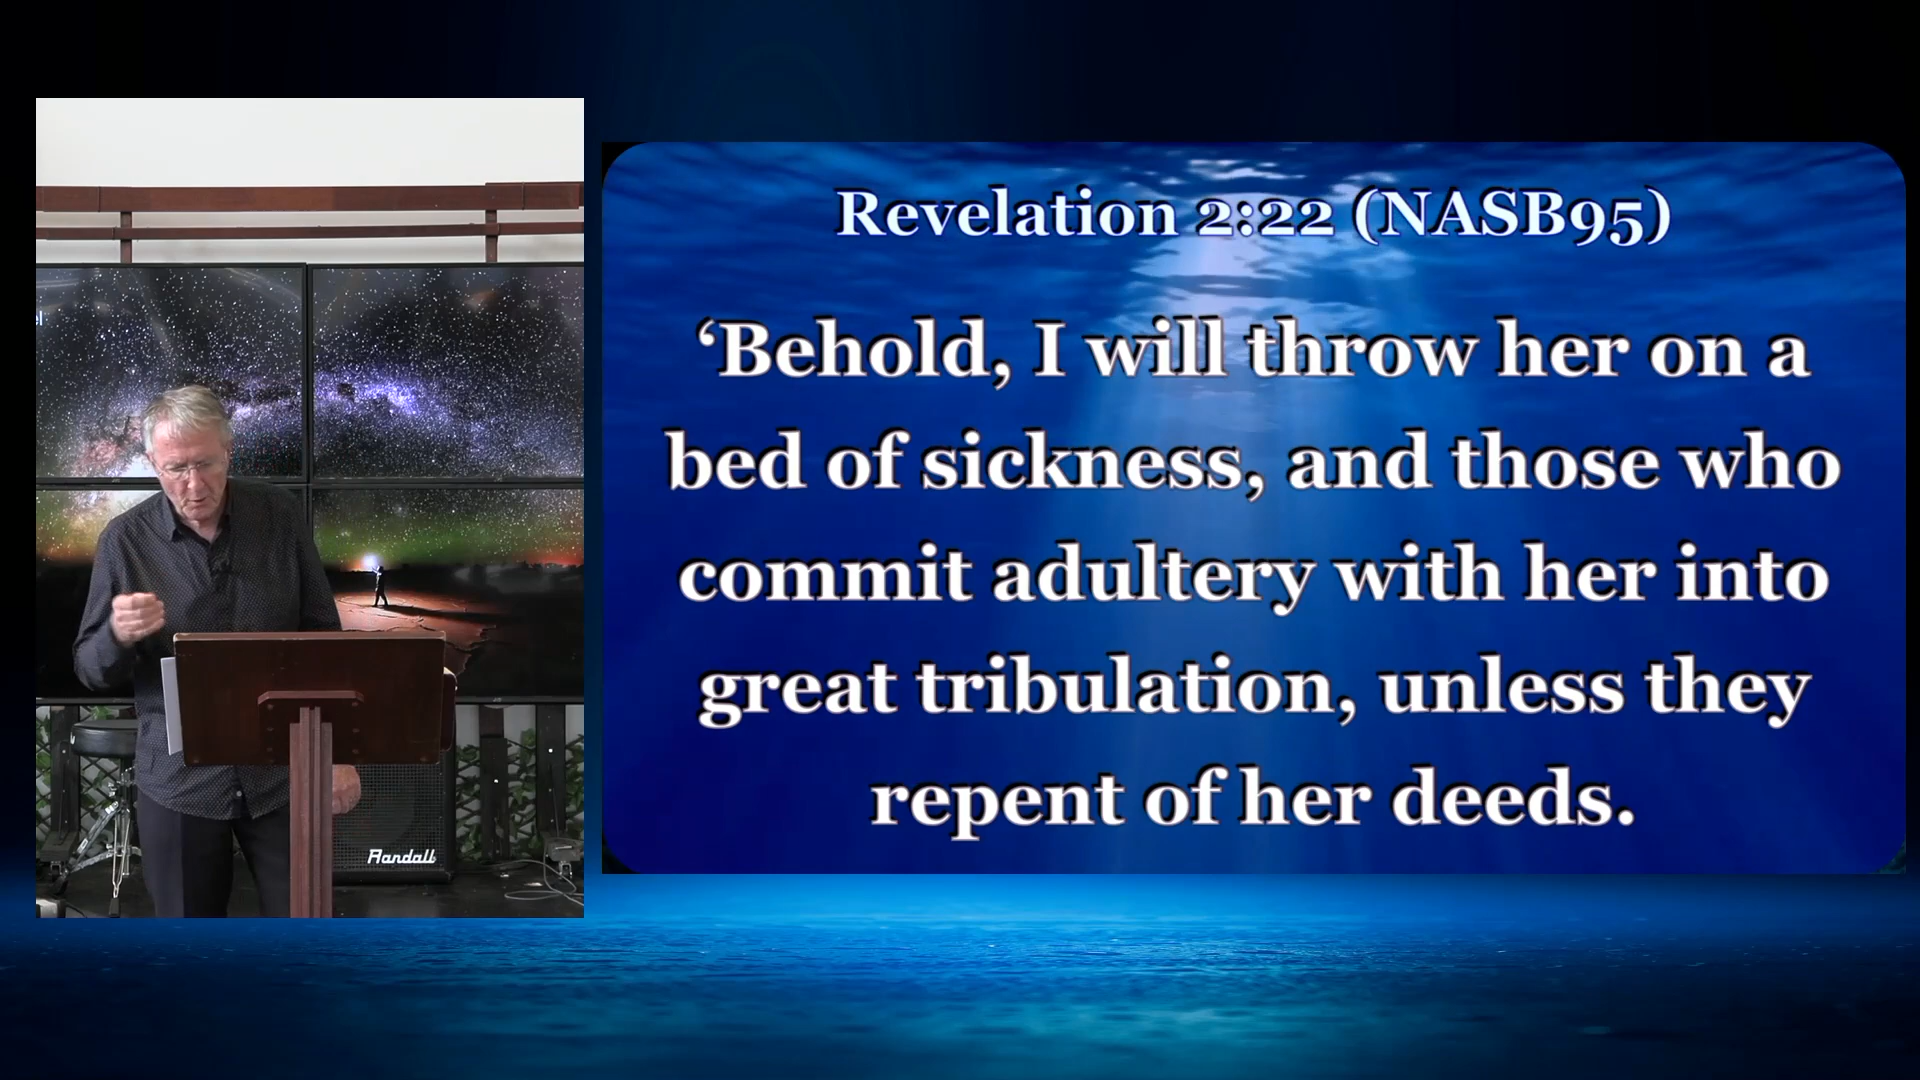 Revelation 2:22 (NASB95)
‘Behold, I will throw her on a
bed of sickness, and those who
commit adultery with her into
great tribulation, unless they
repent of her deeds.
Randall